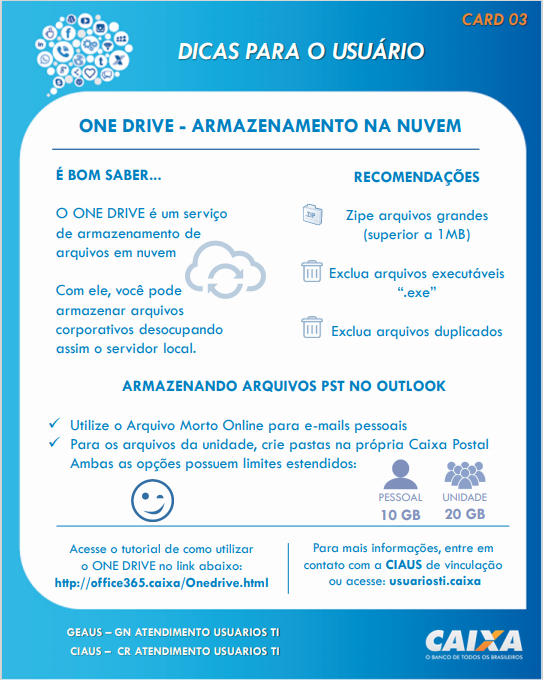 CARD 03
DICAS PARA O USUÁRIO
ONE DRIVE - ARMAZENAMENTO NA NUVEM
É BOM SABER...
O ONE DRIVE é um serviço
de armazenamento de
arquivos em nuvem
Com ele, você pode
armazenar arquivos
corporativos desocupando
assim o servidor local.
RECOMENDAÇÕES
.ZIP
Zipe arquivos grandes
(superior a 1MB)
Exclua arquivos executáveis
“.exe”
Exclua arquivos duplicados
ARMAZENANDO ARQUIVOS PST NO OUTLOOK
✓ Utilize o Arquivo Morto Online para e-mails pessoais
✓ Para os arquivos da unidade, crie pastas na própria Caixa Postal
Ambas as opções possuem limites estendidos:
PESSOAL
10 GB
UNIDADE
20 GB
Acesse o tutorial de como utilizar
o ONE DRIVE no link abaixo:
http://office365.caixa/Onedrive.html
Para mais informações, entre em
contato com a CIAUS de vinculação
ou acesse: usuariosti.caixa
GEAUS – GN ATENDIMENTO USUARIOS TI
CIAUS – CR ATENDIMENTO USUARIOS TI
CAIXA
O BANCO DE TODOS OS BRASILEIROS